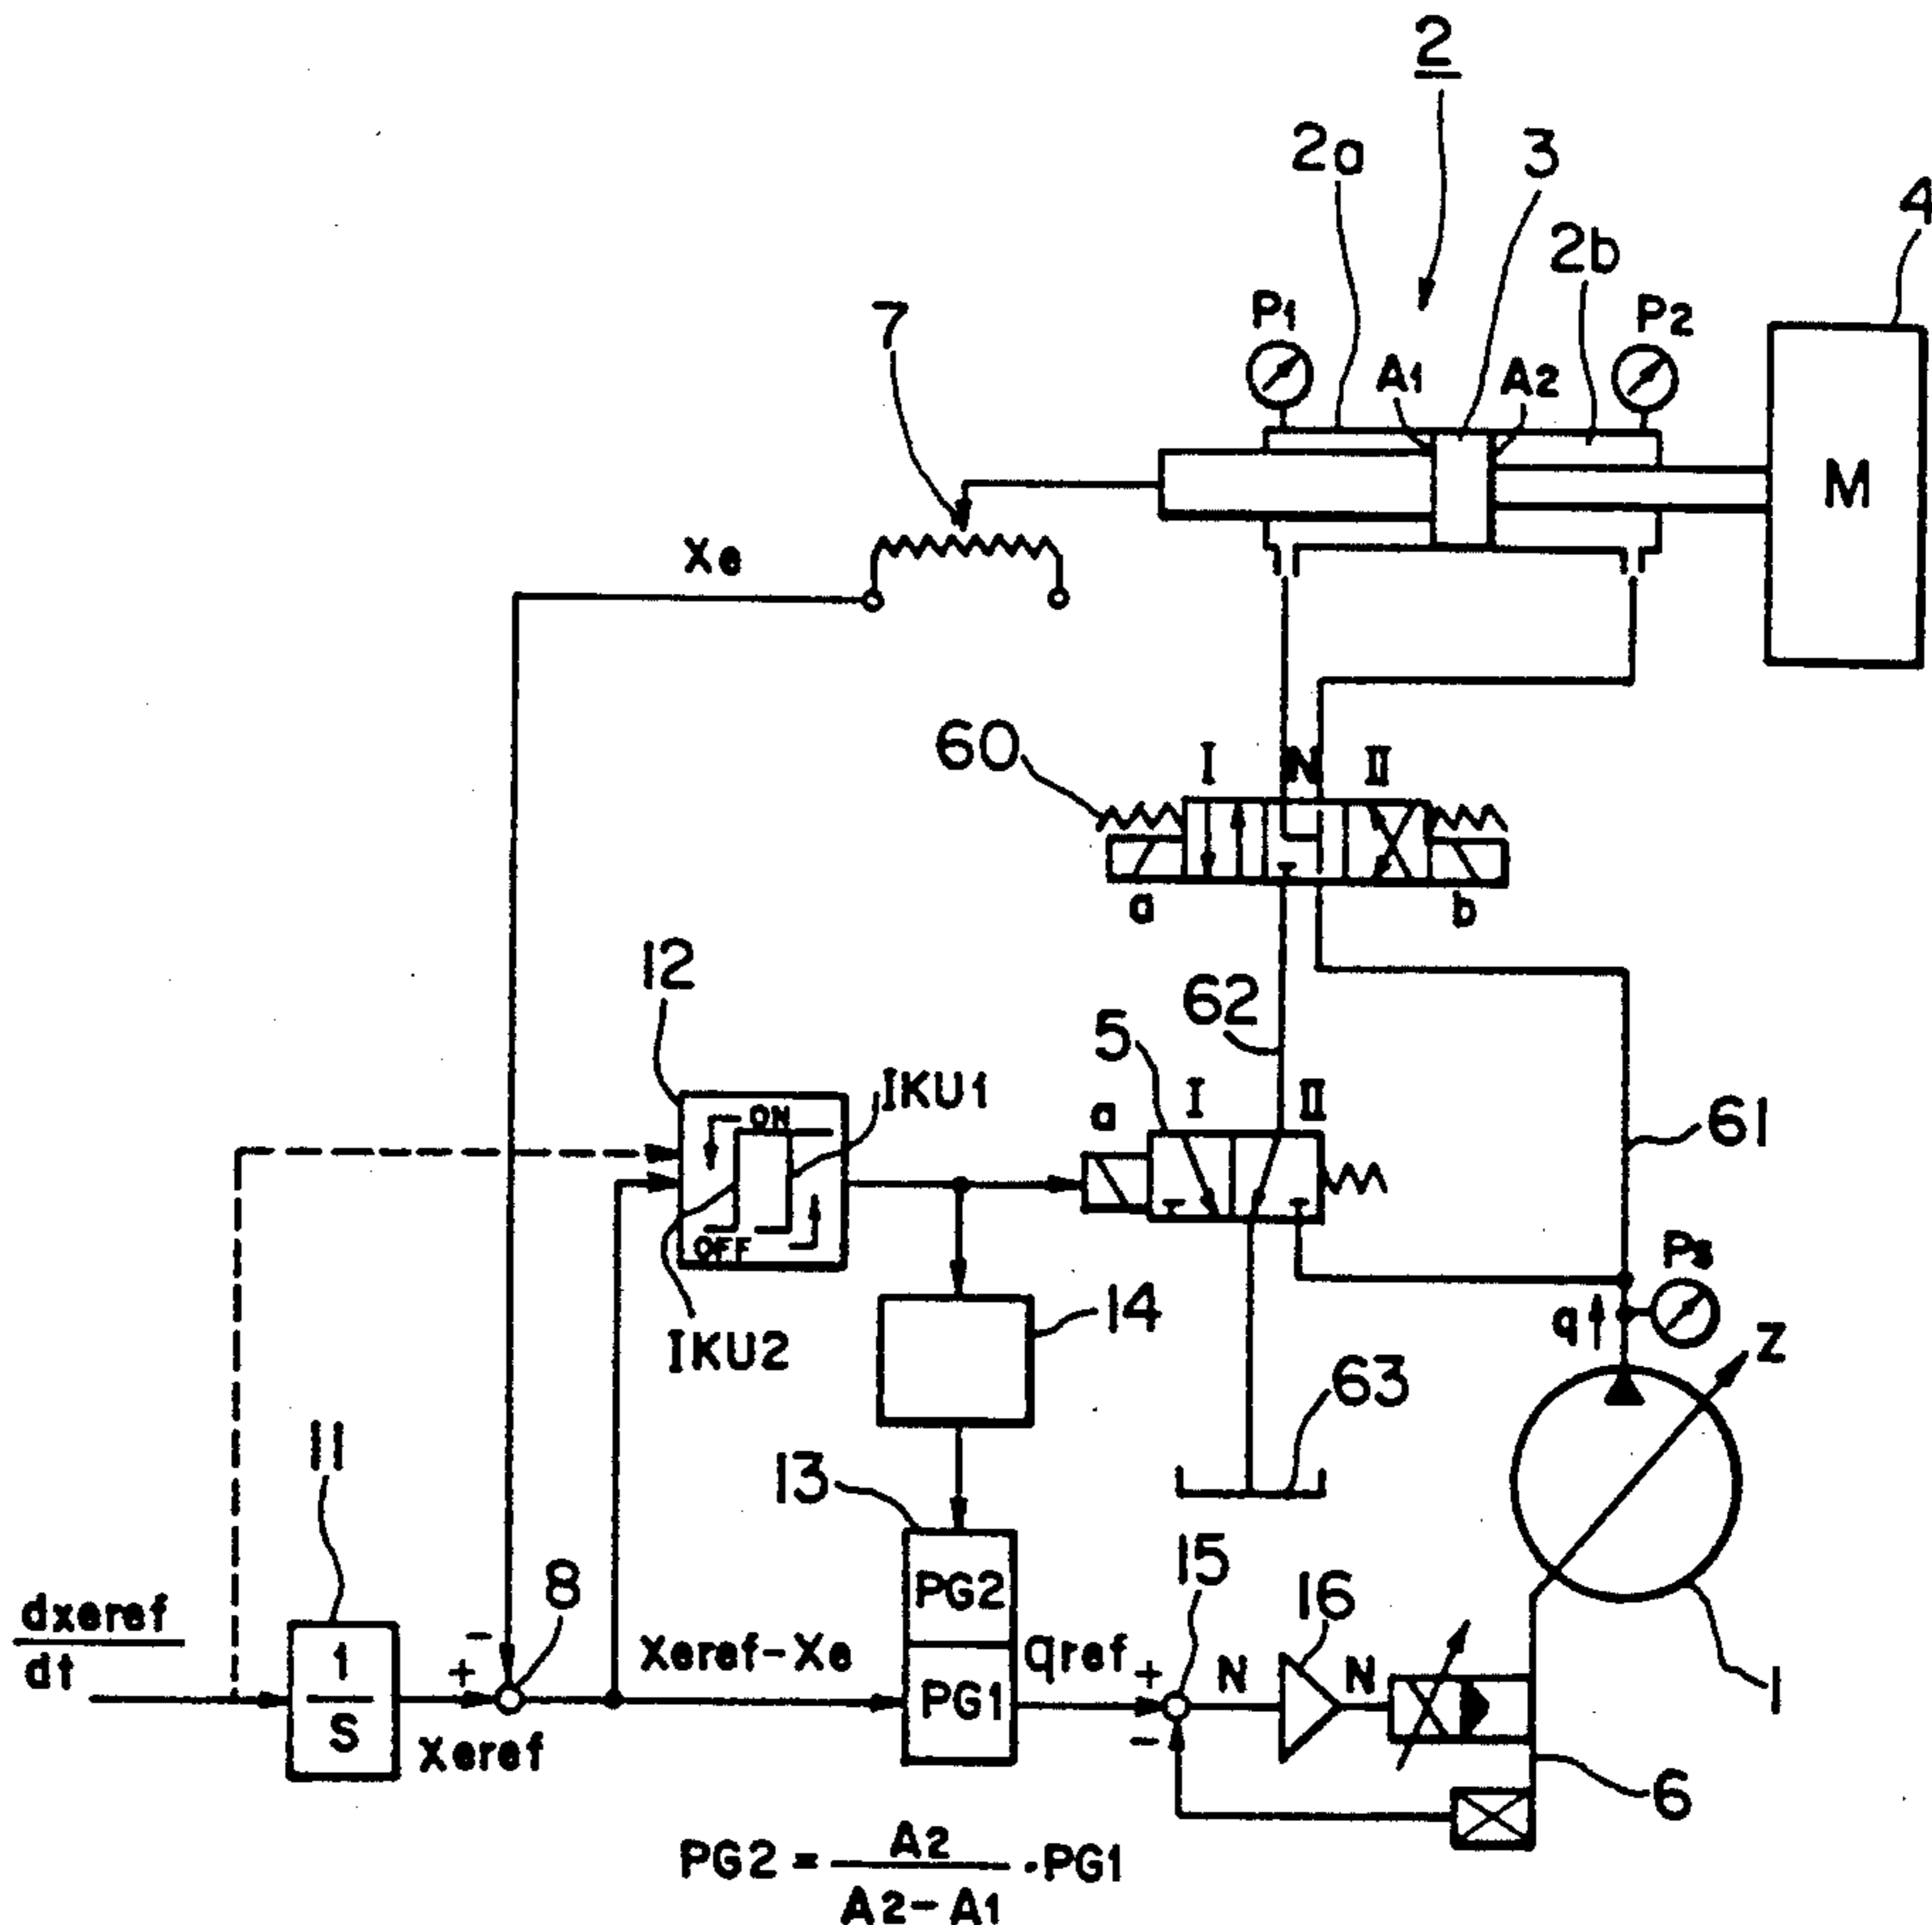 2
2a
3
4
2b
P1
P2
7
A1
A2
M
Xe
60
I
N
II
a
b
12
62
5
IKU1
a
I
II
61
ON
OFF
P3
q
Z
IKU2
14
63
11
13
15
8
16
PG2
dxeref
dt
1
S
-
+
Xeref-Xe
qref
+
N
N
PG1
1
Xeref
-
6
PG2 = A2 / A2-A1 · PG1